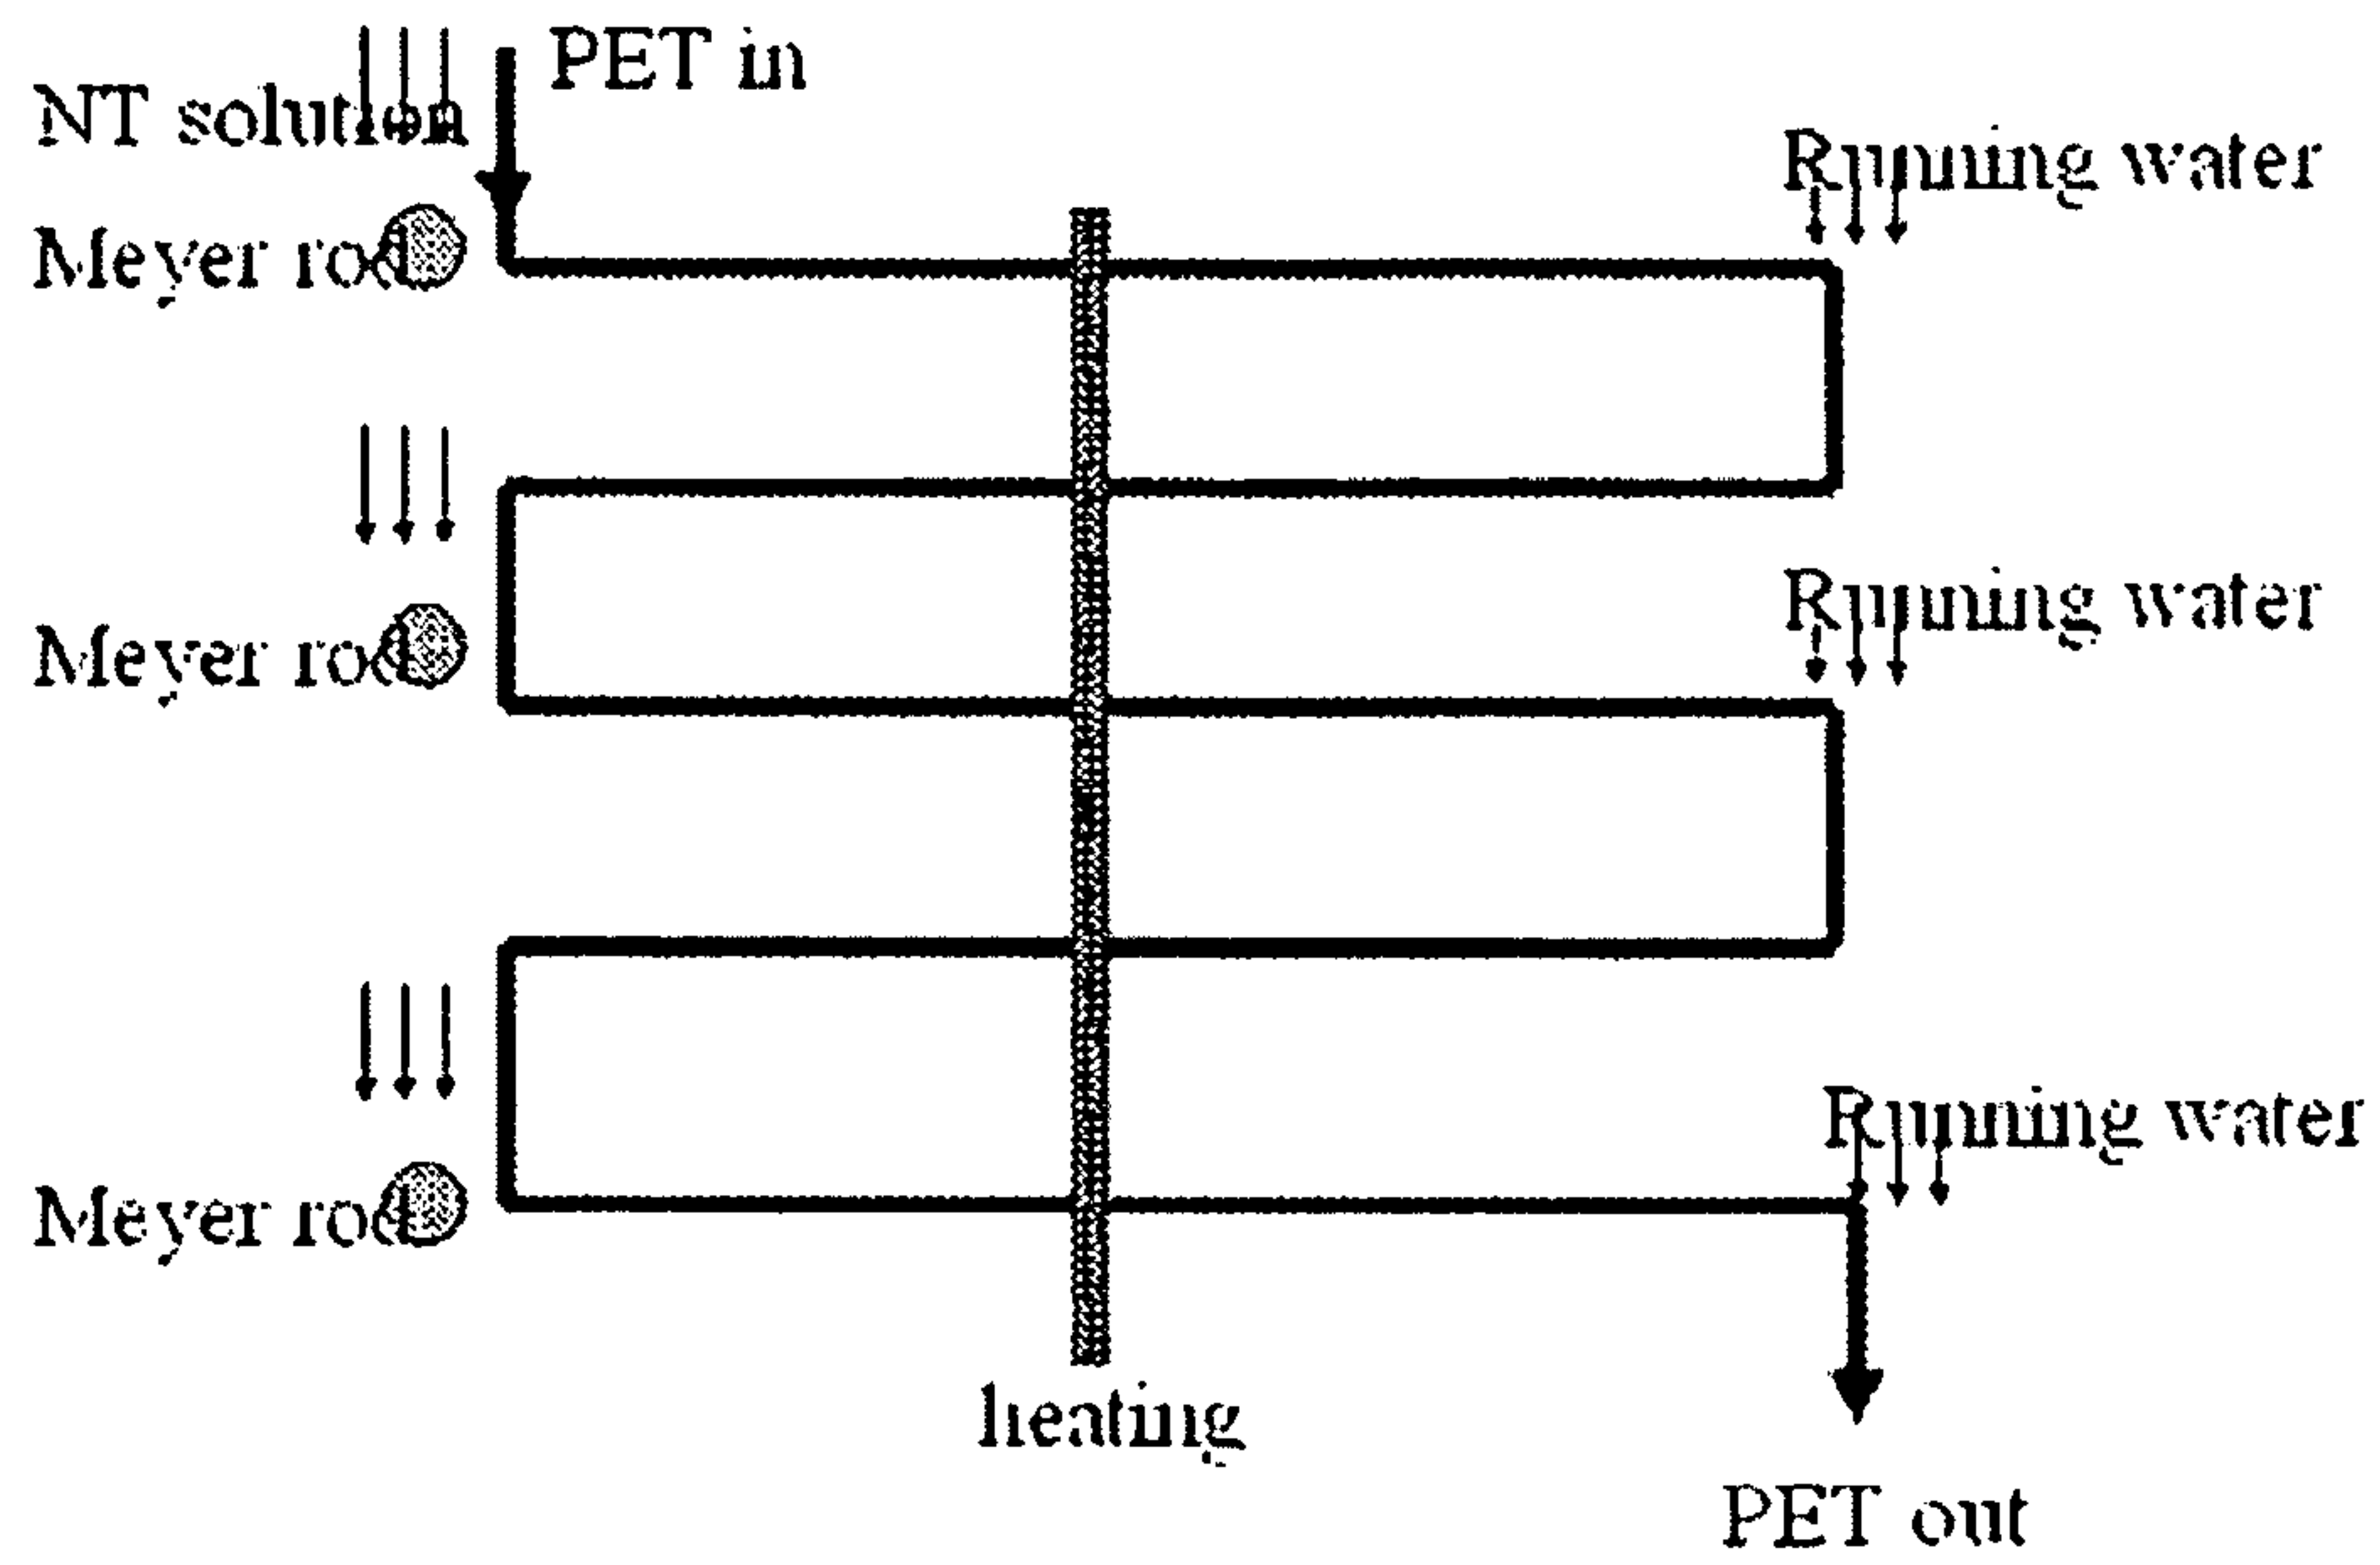 PET in
NT solution
Running water
Meyer rod
Running water
Meyer rod
Running water
Meyer rod
heating
PET out